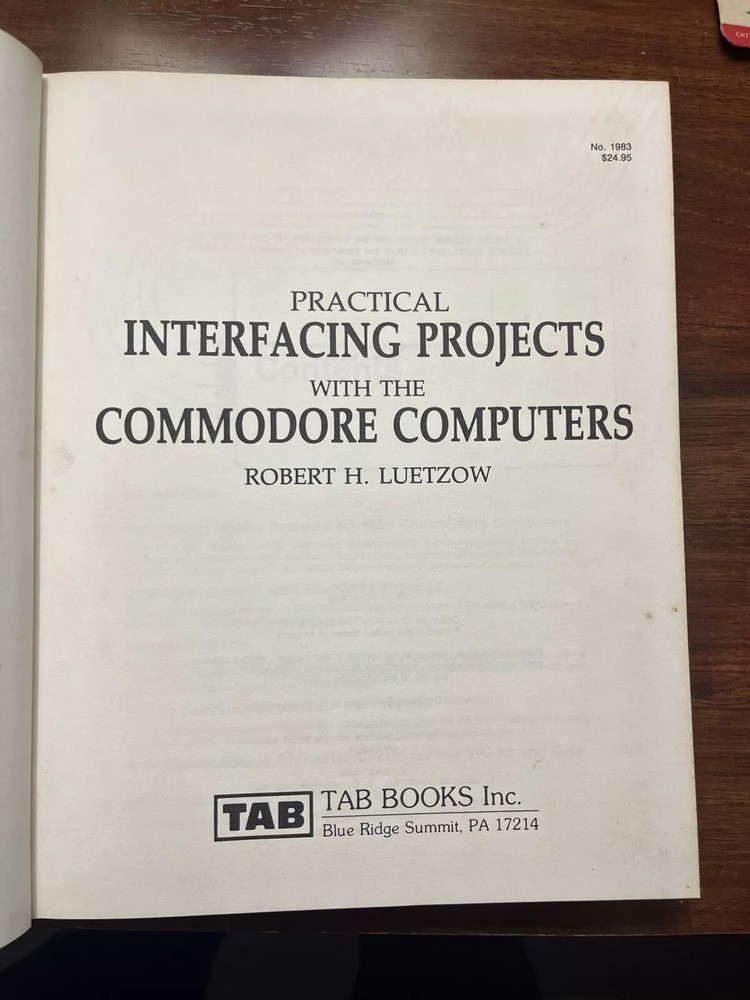 No. 1983
$24.95
PRACTICAL
INTERFACING PROJECTS
WITH THE
COMMODORE COMPUTERS
ROBERT H. LUETZOW
TAB
TAB BOOKS Inc.
Blue Ridge Summit, PA 17214